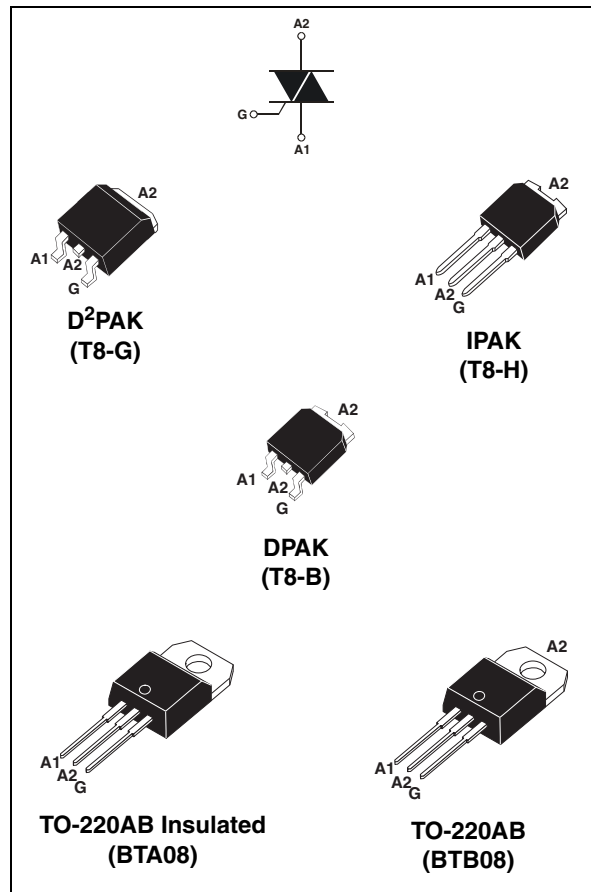 A2
G
A1
A2
A1
A2
G
D²PAK
(T8-G)
A2
A1
A2
G
IPAK
(T8-H)
A2
A1
A2
G
DPAK
(T8-B)
A1
A2
G
TO-220AB Insulated
(BTA08)
A2
A1
A2
G
TO-220AB
(BTB08)